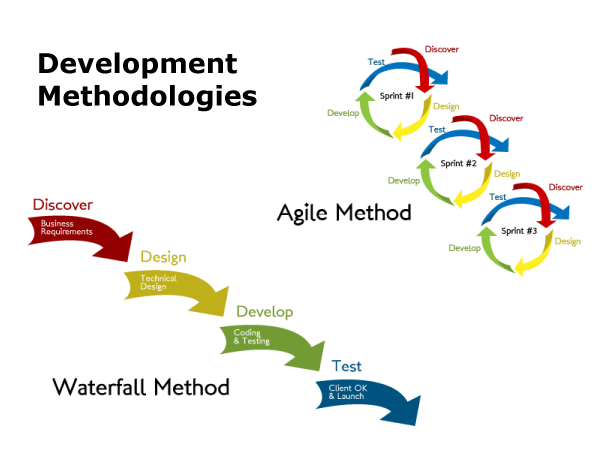 Development
Methodologies
Discover
Test
Sprint #1
Design
Develop
Discover
Test
Sprint #2
Design
Develop
Discover
Test
Sprint #3
Design
Develop
Agile Method
Discover
Business
Requirements
Design
Technical
Design
Develop
Coding
& Testing
Test
Client OK
& Launch
Waterfall Method